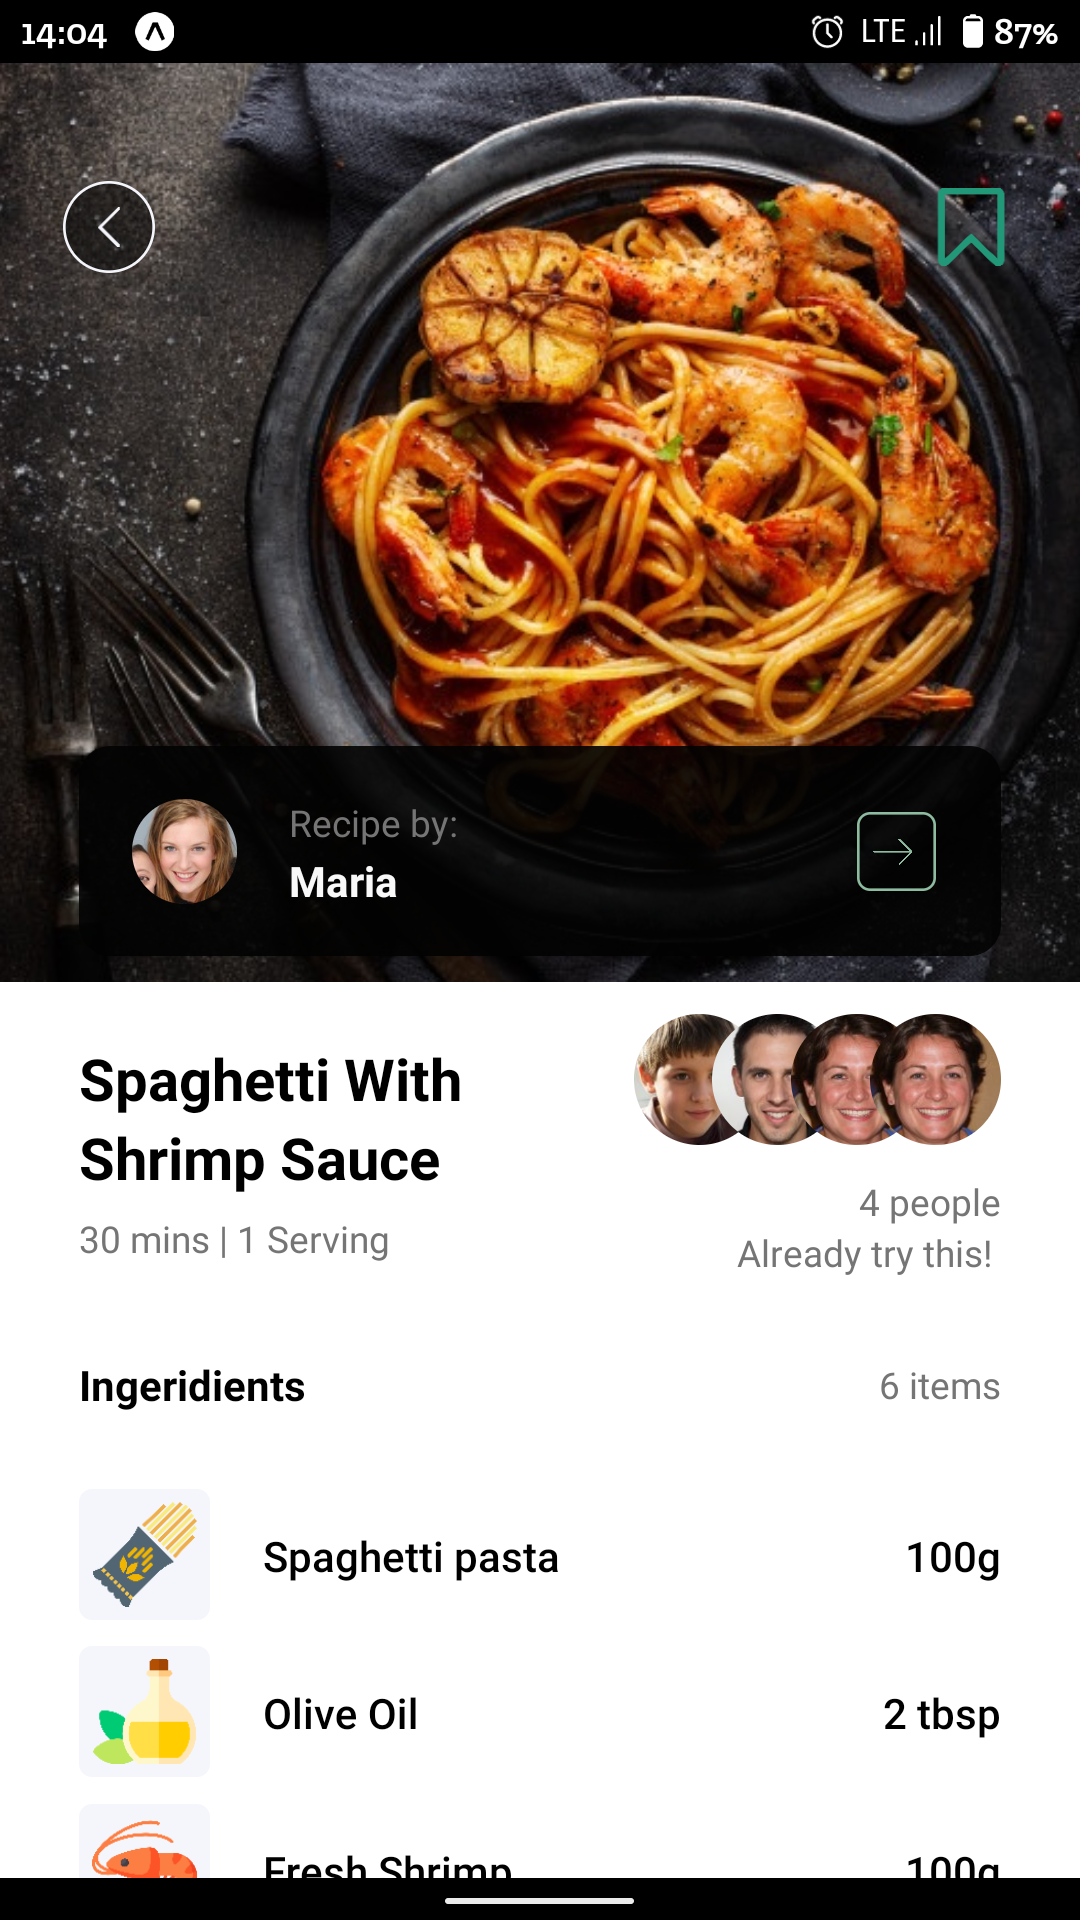 14:04 LTE 87%
Recipe by:
Maria
Spaghetti With
Shrimp Sauce
30 mins | 1 Serving
4 people
Already try this!
Ingeridients 6 items
Spaghetti pasta 100g
Olive Oil 2 tbsp
Fresh Shrimp 100g